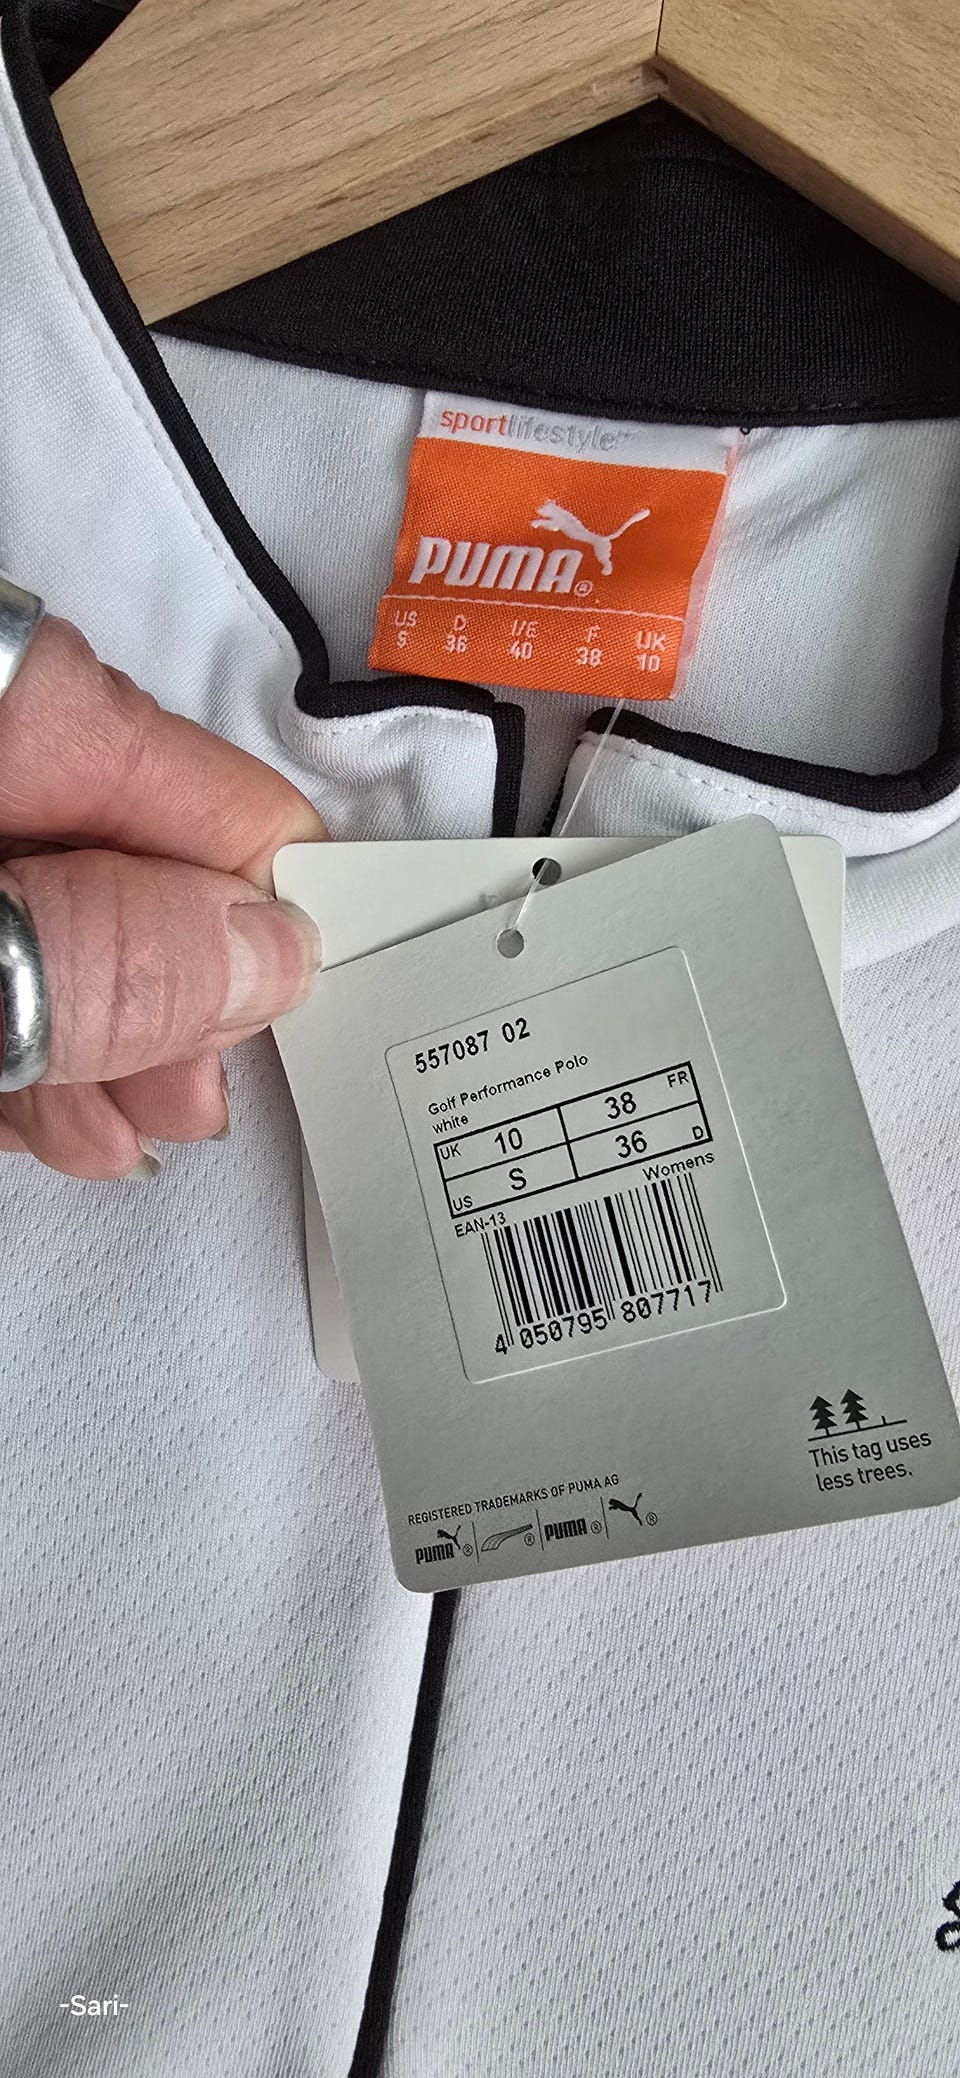 sportlifestyle
PUMA®
US D I/E F UK
S 36 40 38 10
557087 02
Golf Performance Polo
white
UK 10 38 FR
US S 36 D
Womens
EAN-13
4 050795 807717
This tag uses
less trees.
REGISTERED TRADEMARKS OF PUMA AG
PUMA® ® PUMA® ®
-Sari-